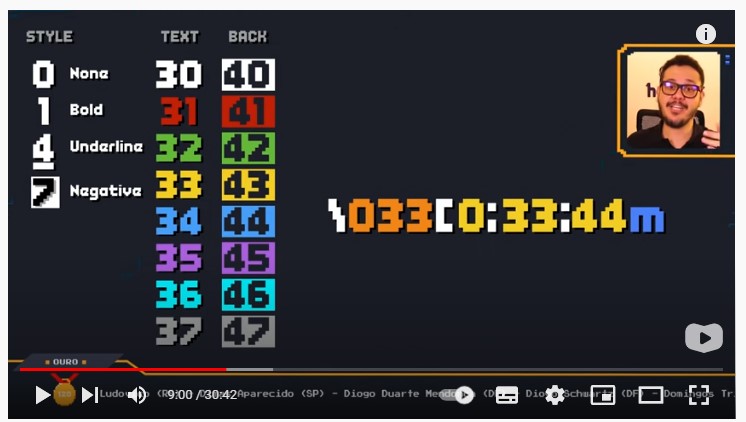 STYLE TEXT BACK
0 None 30 40
1 Bold 31 41
4 Underline 32 42
7 Negative 33 43
34 44
35 45
36 46
37 47
\033[0:33:44m
h
OURO
9:00 / 30:42
Aparecido (SP) - Diogo Duarte - Domingos